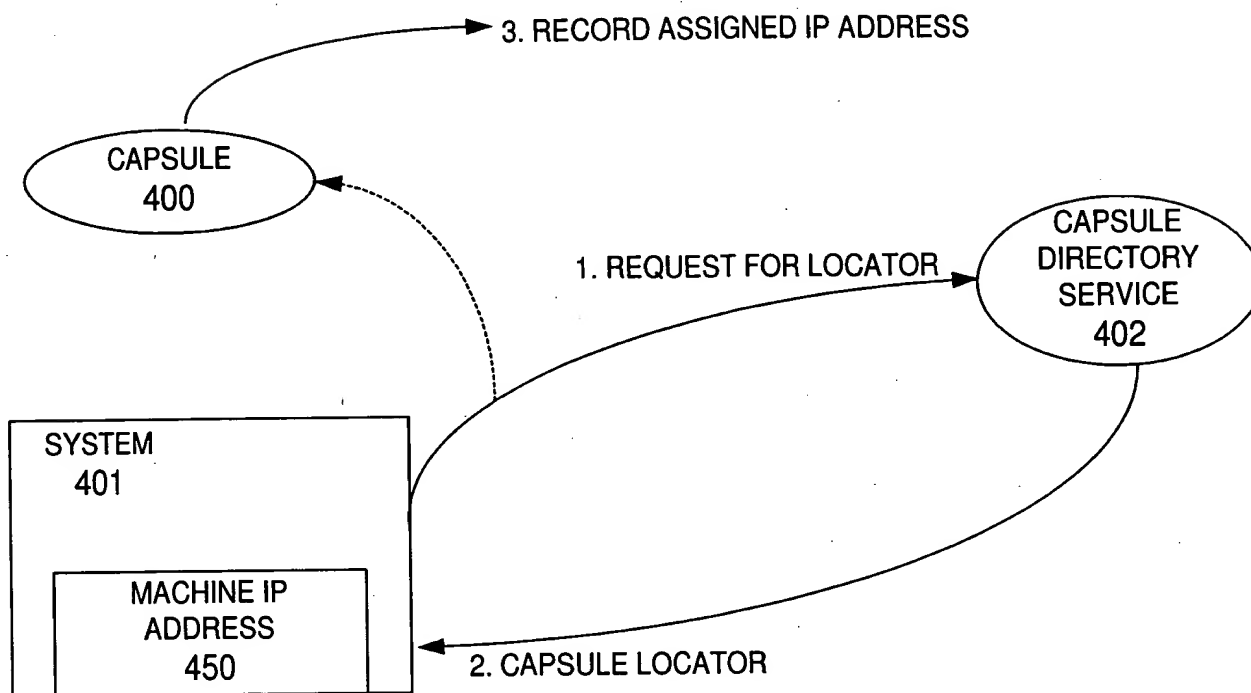 3. RECORD ASSIGNED IP ADDRESS
CAPSULE
400
CAPSULE
DIRECTORY
SERVICE
402
1. REQUEST FOR LOCATOR
SYSTEM
401
MACHINE IP
ADDRESS
450
2. CAPSULE LOCATOR